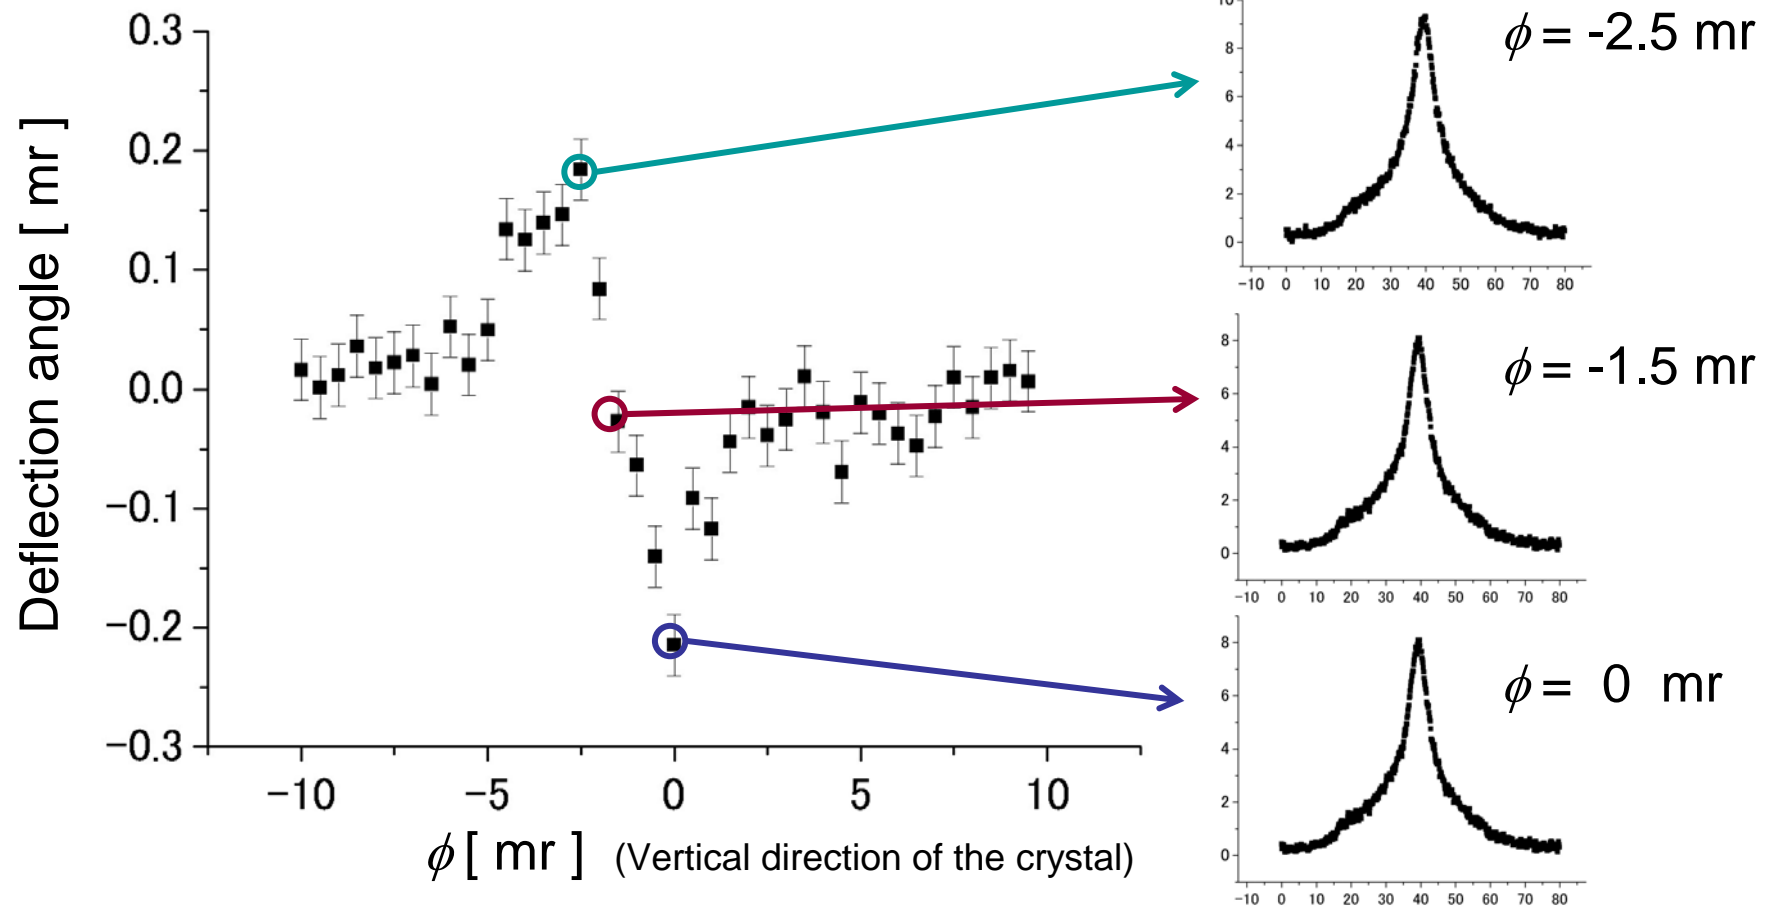 Deflection angle [ mr ]
0.3
0.2
0.1
0.0
−0.1
−0.2
−0.3
−10 −5 0 5 10
ϕ [ mr ] (Vertical direction of the crystal)
ϕ = -2.5 mr
10
8
6
4
2
0
−10 0 10 20 30 40 50 60 70 80
ϕ = -1.5 mr
8
6
4
2
0
−10 0 10 20 30 40 50 60 70 80
ϕ = 0 mr
8
6
4
2
0
−10 0 10 20 30 40 50 60 70 80